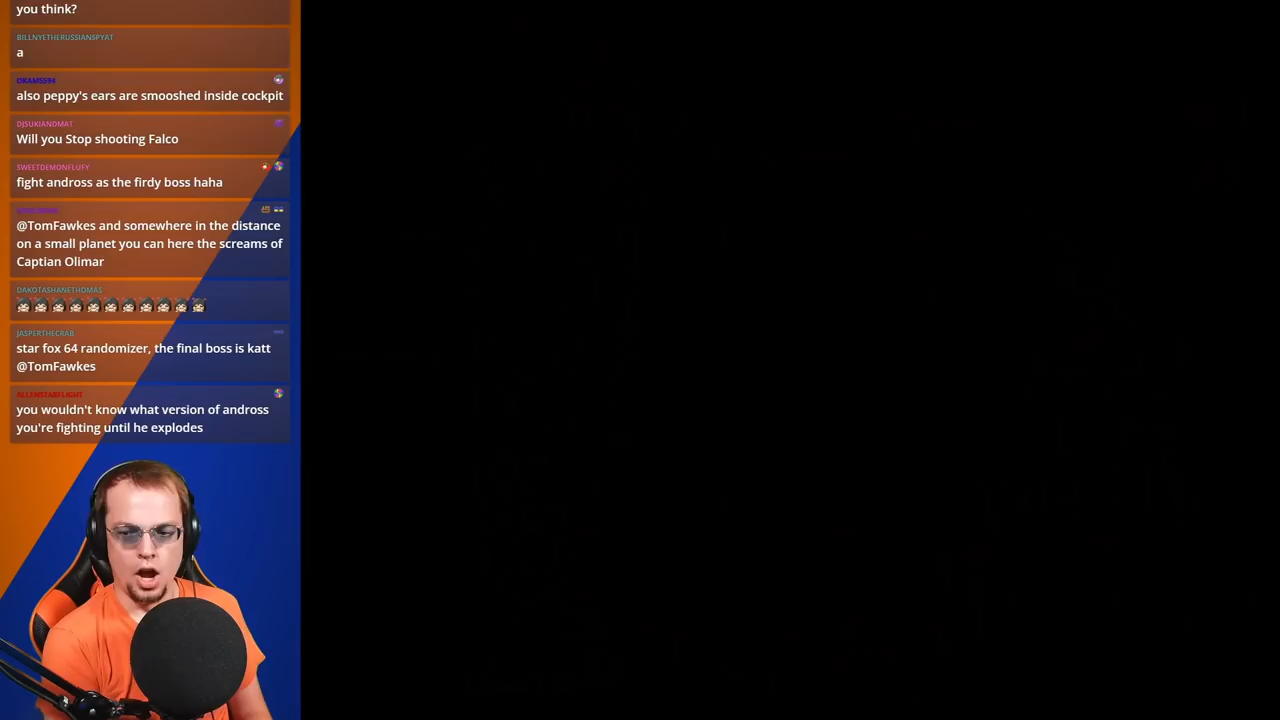 you think?
BILLNYETHERUSSIANSPYAT
a
OKAMI5594
also peppy's ears are smooshed inside cockpit
DJSUKIANDMAT
Will you Stop shooting Falco
SWEETDEMONFLUFY
fight andross as the firdy boss haha
@TomFawkes and somewhere in the distance
on a small planet you can here the screams of
Captian Olimar
DAKOTASHANETHOMAS
JASPERTHECRAB
star fox 64 randomizer, the final boss is katt
@TomFawkes
ALLENSTARFLIGHT
you wouldn't know what version of andross
you're fighting until he explodes